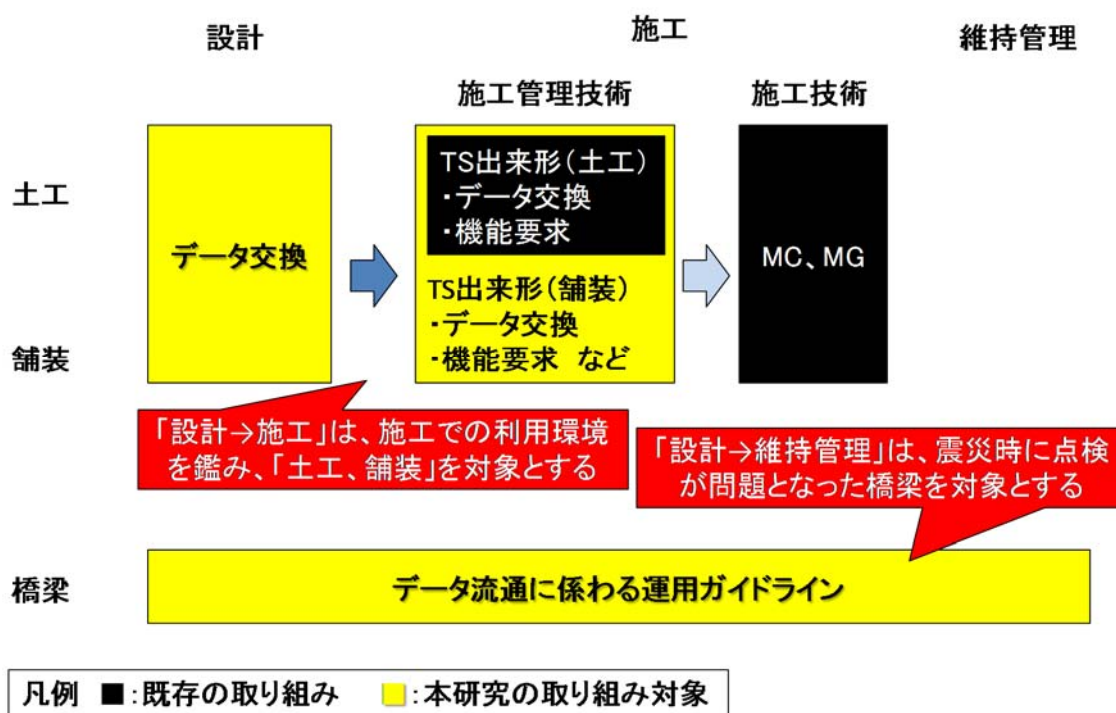 設計
施工
維持管理
施工管理技術
施工技術
土工
舗装
橋梁
データ交換
TS出来形(土工)
・データ交換
・機能要求
TS出来形(舗装)
・データ交換
・機能要求 など
MC、MG
「設計→施工」は、施工での利用環境
を鑑み、「土工、舗装」を対象とする
「設計→維持管理」は、震災時に点検
が問題となった橋梁を対象とする
データ流通に係わる運用ガイドライン
凡例 ■:既存の取り組み ■:本研究の取り組み対象